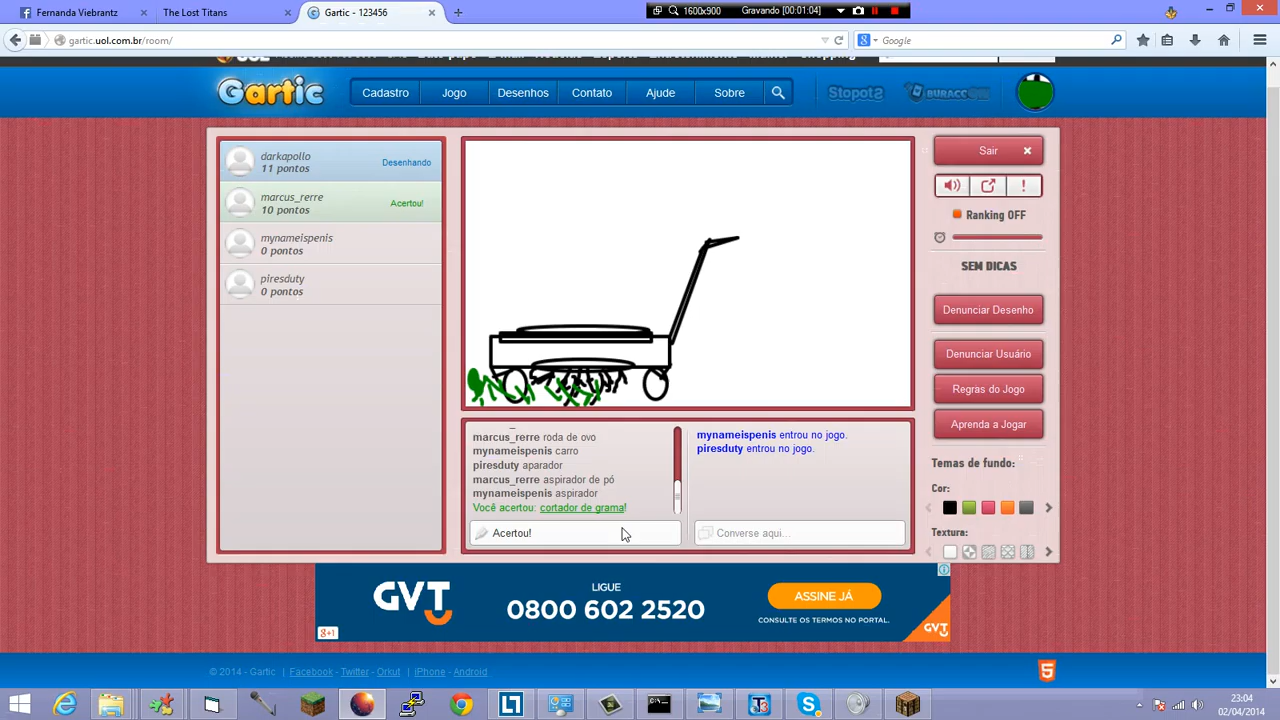 Fernanda Viebrantz
The Lost Titans
Gartic - 123456
1600x900
Gravando [00:01:04]
gartic.uol.com.br/room/
Google
Gartic
Cadastro
Jogo
Desenhos
Contato
Ajude
Sobre
StopotS
BURACO
darkapollo
11 pontos
Desenhando
marcus_rerre
10 pontos
Acertou!
mynameispenis
0 pontos
piresduty
0 pontos
Sair
Ranking OFF
SEM DICAS
Denunciar Desenho
Denunciar Usuário
Regras do Jogo
Aprenda a Jogar
Temas de fundo:
Cor:
Textura:
marcus_rerre roda de ovo
mynameispenis carro
piresduty aparador
marcus_rerre aspirador de pó
mynameispenis aspirador
Você acertou: cortador de grama!
Acertou!
mynameispenis entrou no jogo.
piresduty entrou no jogo.
Converse aqui...
GVT
LIGUE
0800 602 2520
ASSINE JÁ
CONSULTE OS TERMOS NO PORTAL.
GVT
g+1
© 2014 - Gartic | Facebook - Twitter - Orkut | iPhone - Android
23:04
02/04/2014